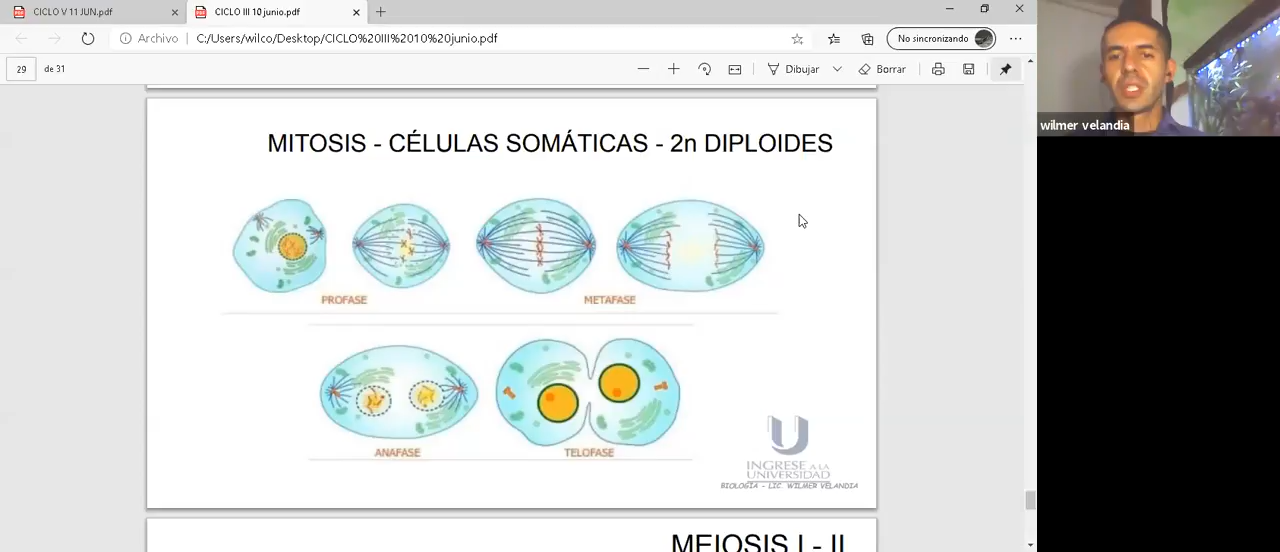 CICLO V 11 JUN.pdf
CICLO III 10 junio.pdf
Archivo
C:/Users/wilco/Desktop/CICLO%20III%2010%20junio.pdf
No sincronizando
29 de 31
Dibujar
Borrar
wilmer velandia
MITOSIS - CÉLULAS SOMÁTICAS - 2n DIPLOIDES
PROFASE
METAFASE
ANAFASE
TELOFASE
INGRESE A LA
UNIVERSIDAD
BIOLOGÍA - LIC. WILMER VELANDIA
MEIOSIS I - II